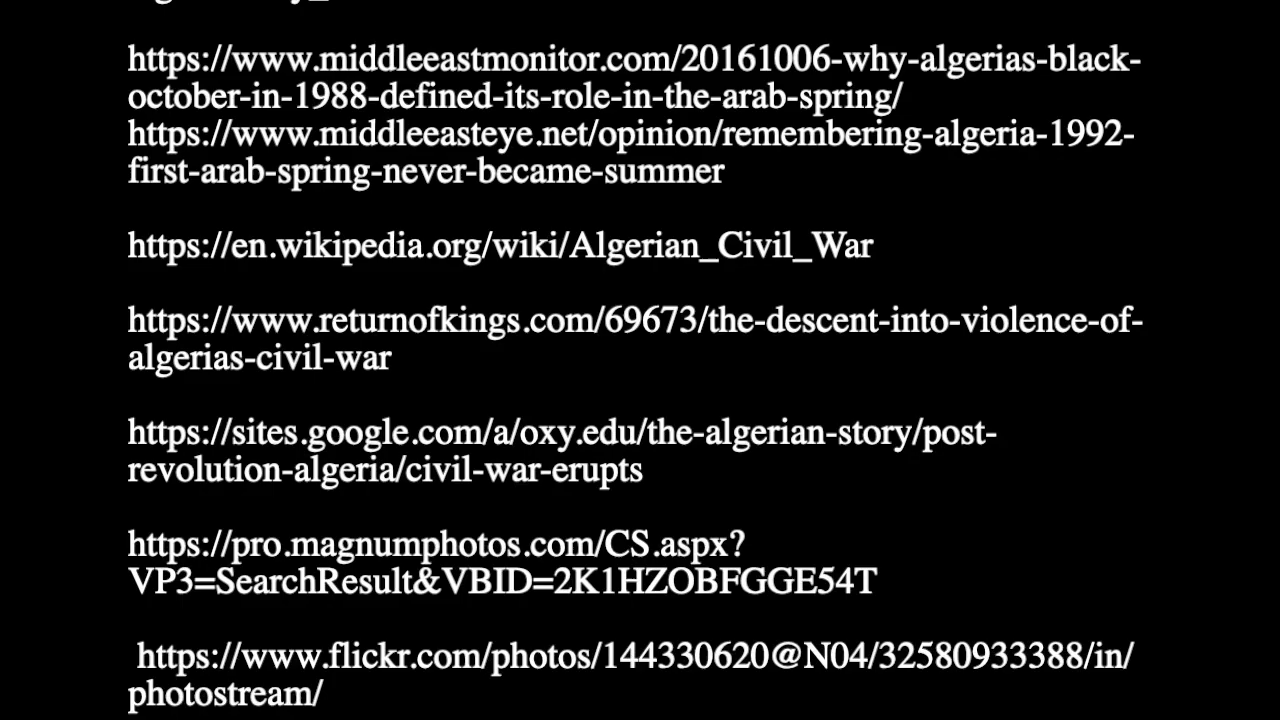 https://www.middleeastmonitor.com/20161006-why-algerias-black-
october-in-1988-defined-its-role-in-the-arab-spring/
https://www.middleeasteye.net/opinion/remembering-algeria-1992-
first-arab-spring-never-became-summer
https://en.wikipedia.org/wiki/Algerian_Civil_War
https://www.returnofkings.com/69673/the-descent-into-violence-of-
algerias-civil-war
https://sites.google.com/a/oxy.edu/the-algerian-story/post-
revolution-algeria/civil-war-erupts
https://pro.magnumphotos.com/CS.aspx?
VP3=SearchResult&VBID=2K1HZOBFGGE54T
https://www.flickr.com/photos/144330620@N04/32580933388/in/
photostream/